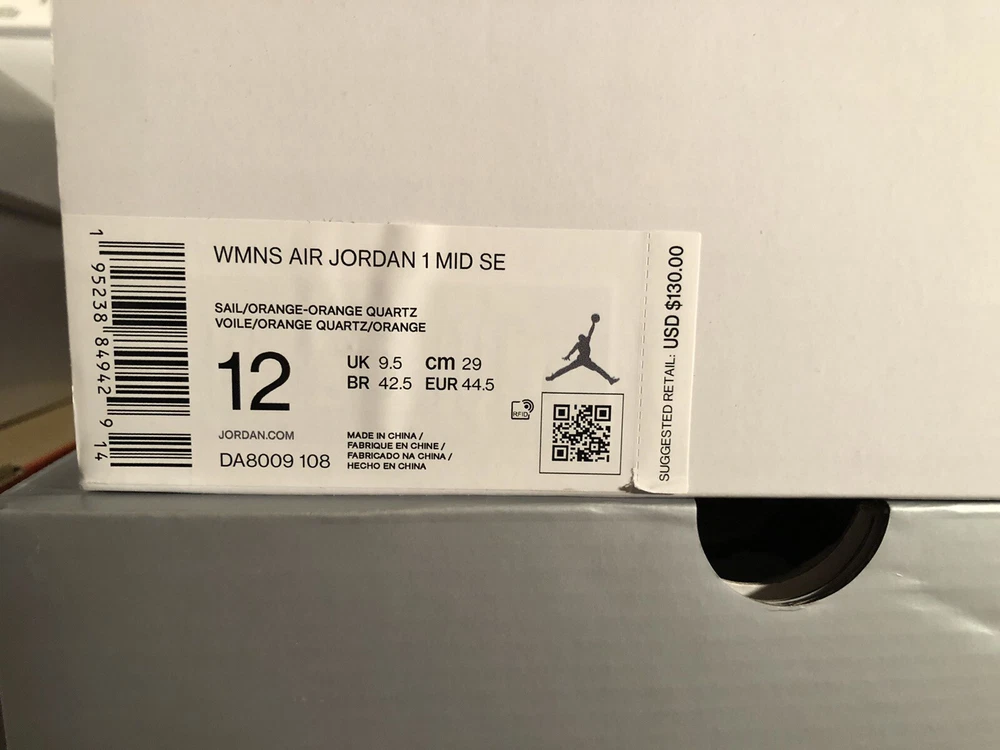 WMNS AIR JORDAN 1 MID SE
SAIL/ORANGE-ORANGE QUARTZ
VOILE/ORANGE QUARTZ/ORANGE
12
UK 9.5 cm 29
BR 42.5 EUR 44.5
RFID
JORDAN.COM
DA8009 108
MADE IN CHINA /
FABRIQUE EN CHINE /
FABRICADO NA CHINA /
HECHO EN CHINA
1 95238 84942 9 14
SUGGESTED RETAIL: USD $130.00